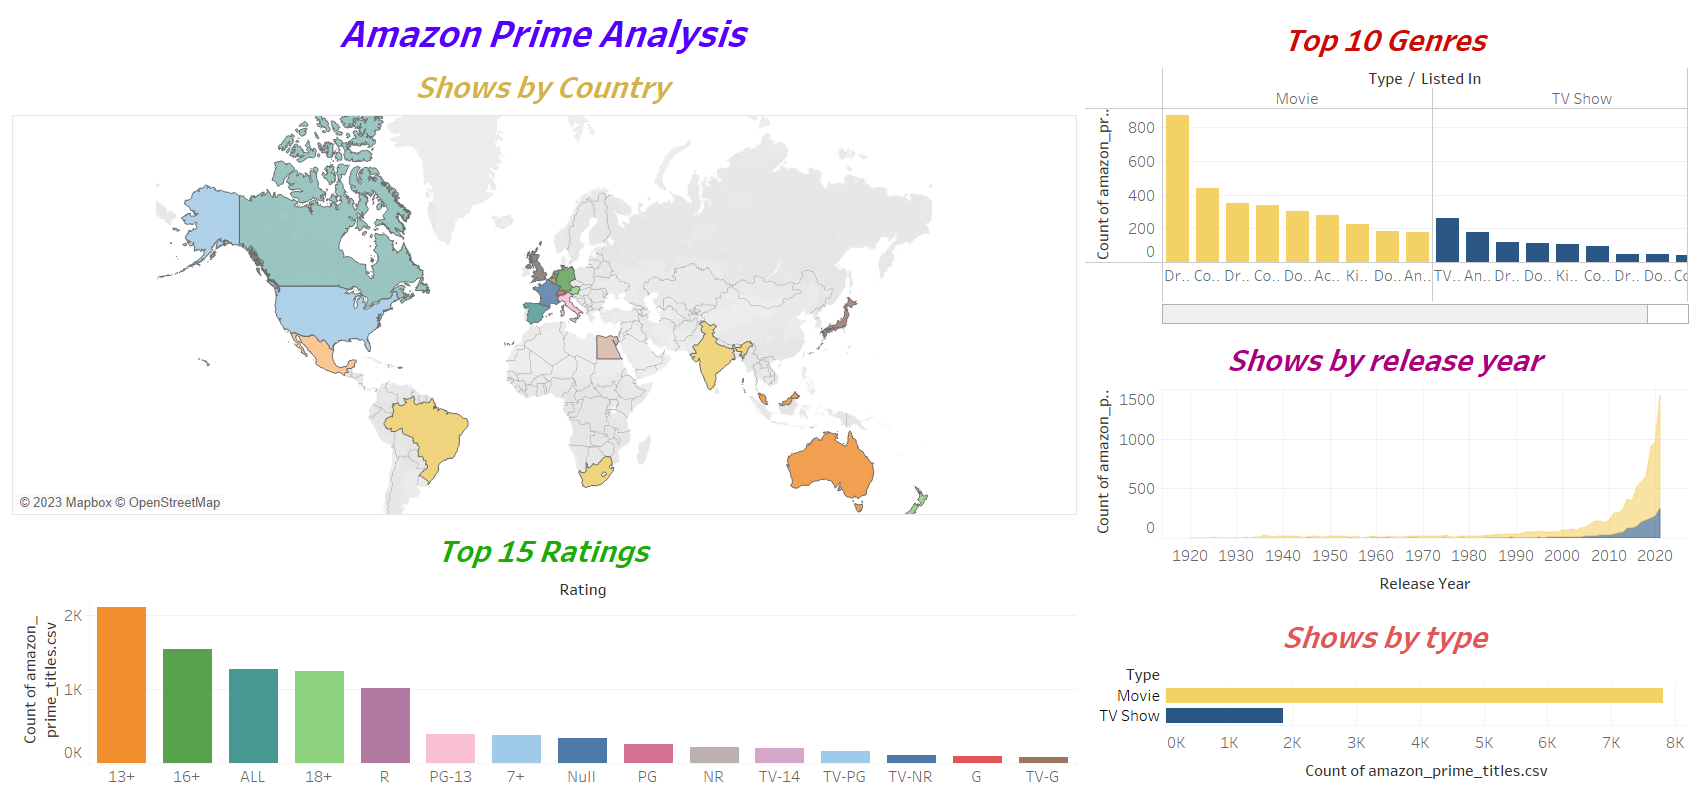 Amazon Prime Analysis
Shows by Country
© 2023 Mapbox © OpenStreetMap
Top 15 Ratings
Rating
Count of amazon_
prime_titles.csv
2K
1K
0K
13+ 16+ ALL 18+ R PG-13 7+ Null PG NR TV-14 TV-PG TV-NR G TV-G
Top 10 Genres
Type / Listed In
Movie TV Show
Count of amazon_pr..
800
600
400
200
0
Dr.. Co.. Dr.. Co.. Do.. Ac.. Ki.. Do.. An.. TV.. An.. Dr.. Do.. Ki.. Co.. Dr.. Do.. Co
Shows by release year
Count of amazon_p..
1500
1000
500
0
1920 1930 1940 1950 1960 1970 1980 1990 2000 2010 2020
Release Year
Shows by type
Type
Movie
TV Show
0K 1K 2K 3K 4K 5K 6K 7K 8K
Count of amazon_prime_titles.csv